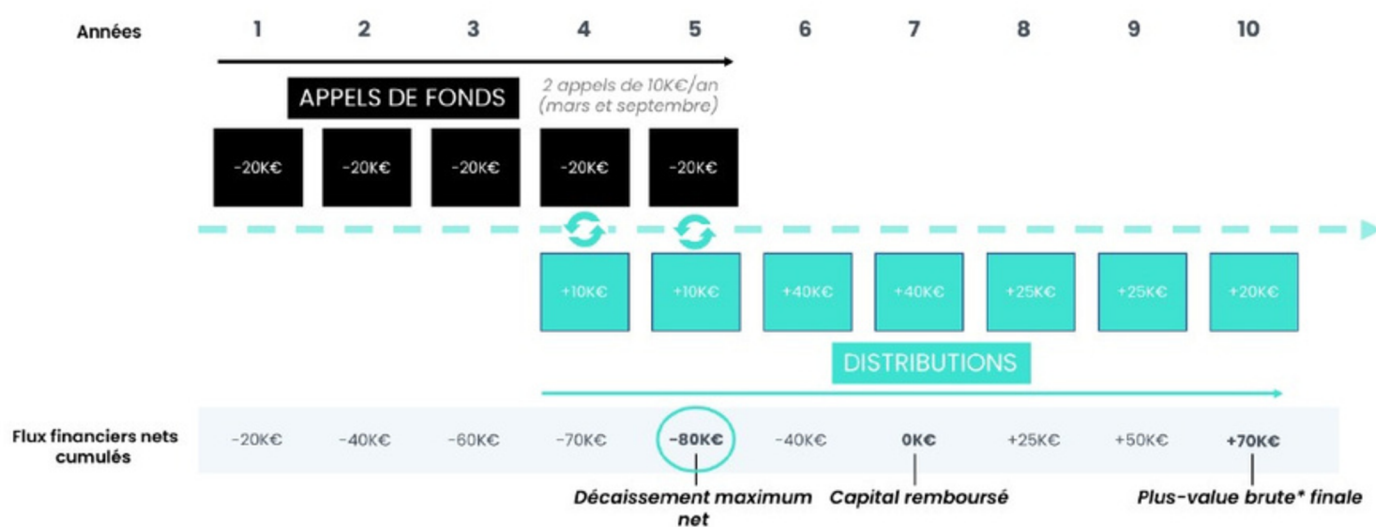 Années 1 2 3 4 5 6 7 8 9 10
APPELS DE FONDS
2 appels de 10K€/an
(mars et septembre)
-20K€ -20K€ -20K€ -20K€ -20K€
+10K€ +10K€ +40K€ +40K€ +25K€ +25K€ +20K€
DISTRIBUTIONS
Flux financiers nets
cumulés
-20K€ -40K€ -60K€ -70K€ -80K€ -40K€ 0K€ +25K€ +50K€ +70K€
Décaissement maximum
net
Capital remboursé
Plus-value brute* finale